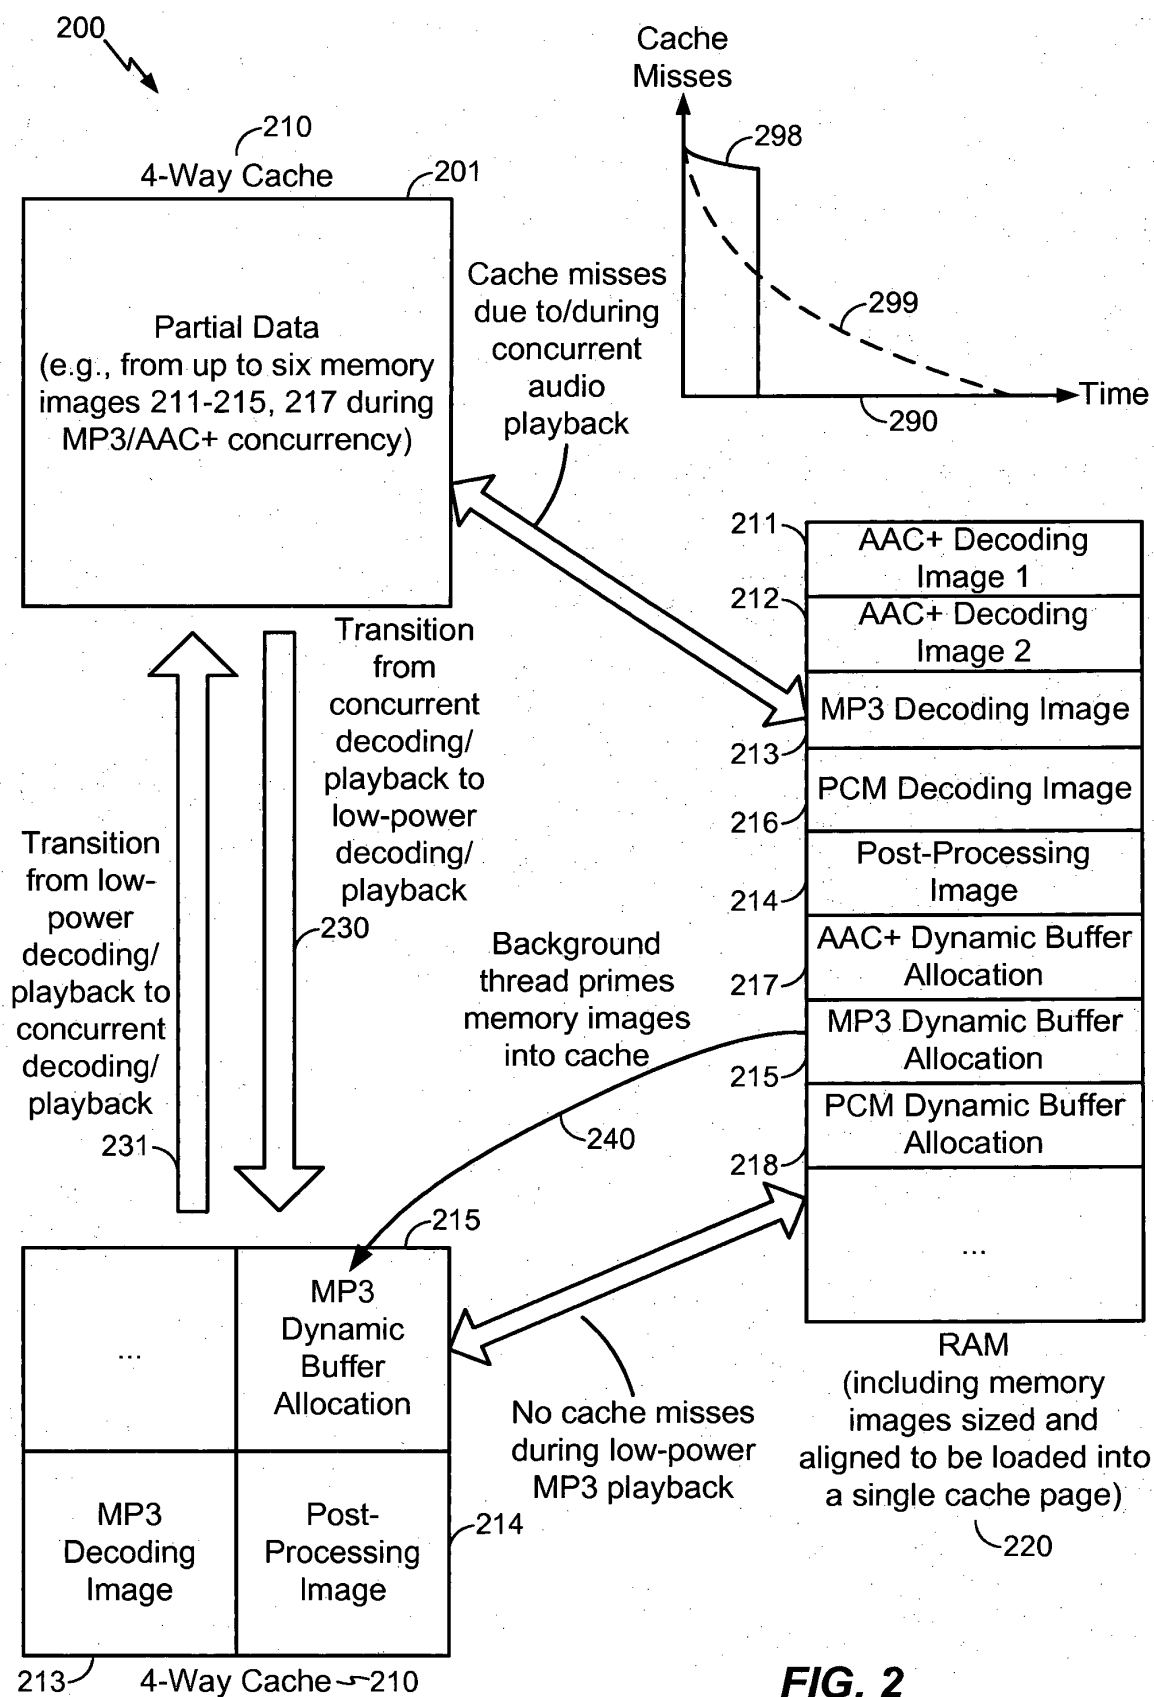 200
210
4-Way Cache
201
Partial Data
(e.g., from up to six memory
images 211-215, 217 during
MP3/AAC+ concurrency)
Cache
Misses
298
299
290
Time
Cache misses
due to/during
concurrent
audio
playback
Transition
from
concurrent
decoding/
playback to
low-power
decoding/
playback
230
Transition
from low-
power
decoding/
playback to
concurrent
decoding/
playback
231
Background
thread primes
memory images
into cache
240
211
AAC+ Decoding
Image 1
212
AAC+ Decoding
Image 2
MP3 Decoding Image
213
PCM Decoding Image
216
Post-Processing
Image
214
AAC+ Dynamic Buffer
Allocation
217
MP3 Dynamic Buffer
Allocation
215
PCM Dynamic Buffer
Allocation
218
...
RAM
(including memory
images sized and
aligned to be loaded into
a single cache page)
220
215
...
MP3
Dynamic
Buffer
Allocation
No cache misses
during low-power
MP3 playback
MP3
Decoding
Image
Post-
Processing
Image
214
213
4-Way Cache
210
FIG. 2